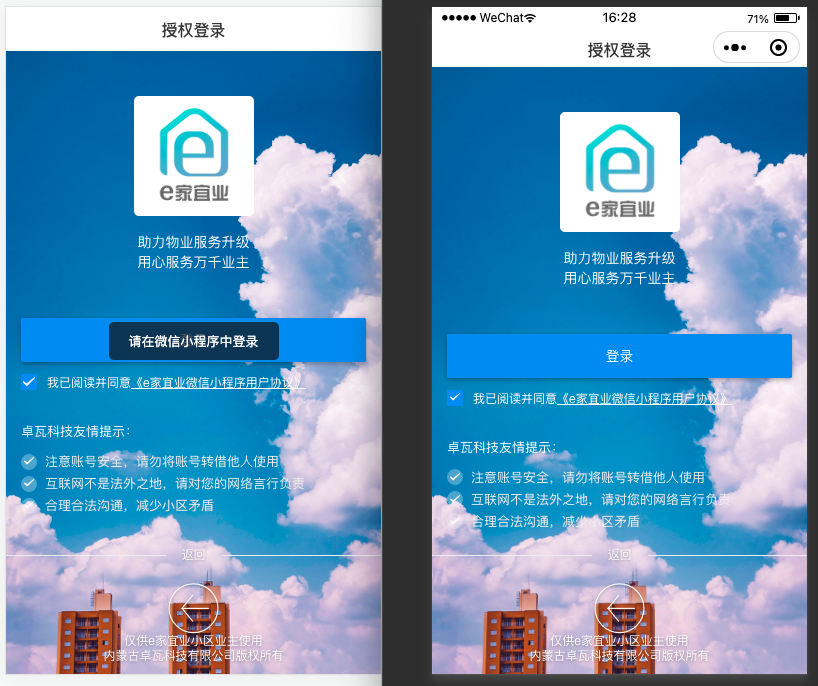 授权登录
e家宜业
助力物业服务升级
用心服务万千业主
请在微信小程序中登录
我已阅读并同意《e家宜业微信小程序用户协议》
卓瓦科技友情提示:
注意账号安全，请勿将账号转借他人使用
互联网不是法外之地，请对您的网络言行负责
合理合法沟通，减少小区矛盾
返回
仅供e家宜业小区业主使用
内蒙古卓瓦科技有限公司版权所有
WeChat 16:28 71%
授权登录
e家宜业
助力物业服务升级
用心服务万千业主
登录
我已阅读并同意《e家宜业微信小程序用户协议》
卓瓦科技友情提示:
注意账号安全，请勿将账号转借他人使用
互联网不是法外之地，请对您的网络言行负责
合理合法沟通，减少小区矛盾
返回
仅供e家宜业小区业主使用
内蒙古卓瓦科技有限公司版权所有